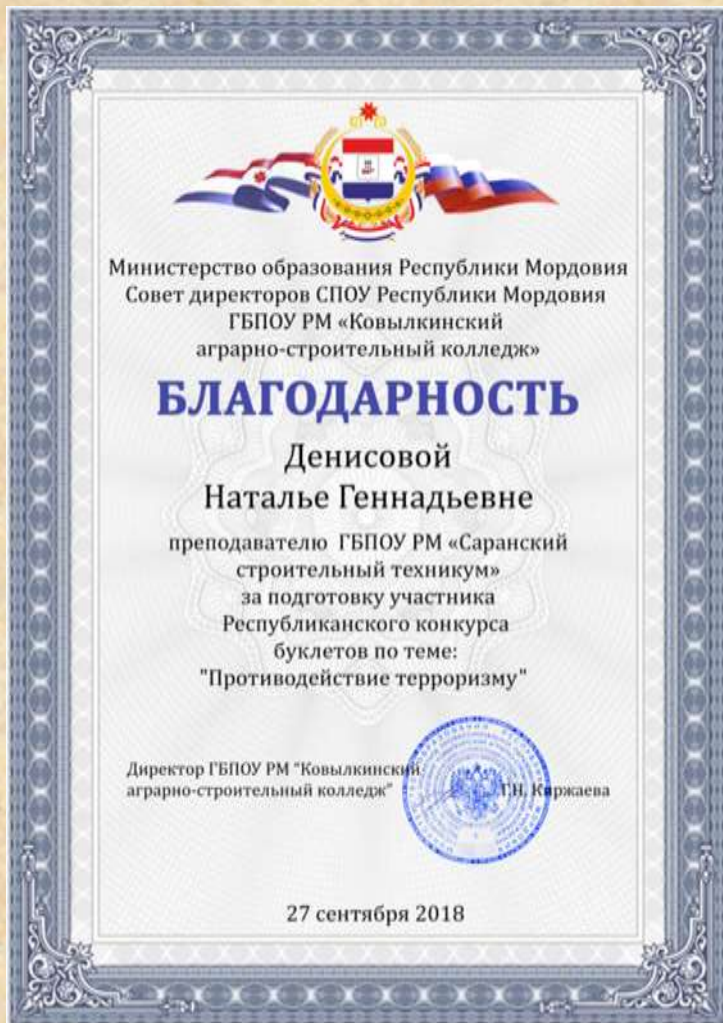 Министерство образования Республики Мордовия
Совет директоров СПОУ Республики Мордовия
ГБПОУ РМ «Ковылкинский
аграрно-строительный колледж»
БЛАГОДАРНОСТЬ
Денисовой
Наталье Геннадьевне
преподавателю ГБПОУ РМ «Саранский
строительный техникум»
за подготовку участника
Республиканского конкурса
буклетов по теме:
"Противодействие терроризму"
Директор ГБПОУ РМ "Ковылкинский
аграрно-строительный колледж" Г.Н. Киржаева
27 сентября 2018